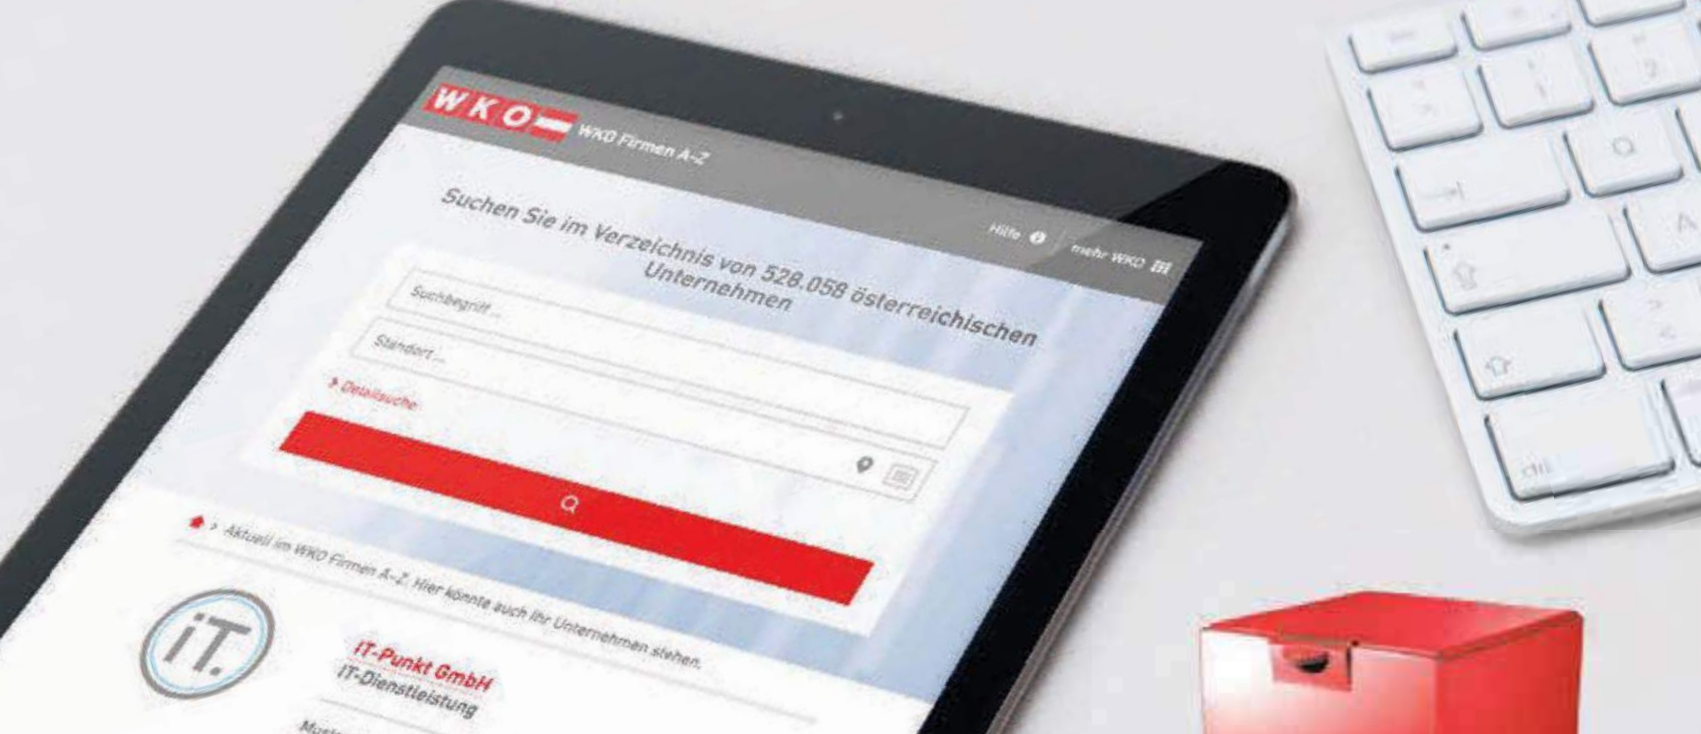 WKO
WKO Firmen A-Z
Hilfe
mehr WKO
Suchen Sie im Verzeichnis von 528.058 österreichischen
Unternehmen
Suchbegriff ...
Standort ...
> Detailsuche
> Aktuell im WKO Firmen A-Z. Hier könnte auch Ihr Unternehmen stehen.
iT.
IT-Punkt GmbH
IT-Dienstleistung
Q
A
ctrl